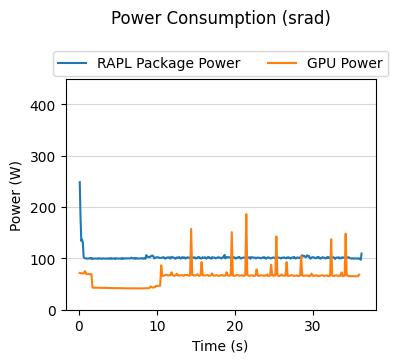 Power Consumption (srad)
RAPL Package Power
GPU Power
Power (W)
400
300
200
100
0
0
10
20
30
Time (s)